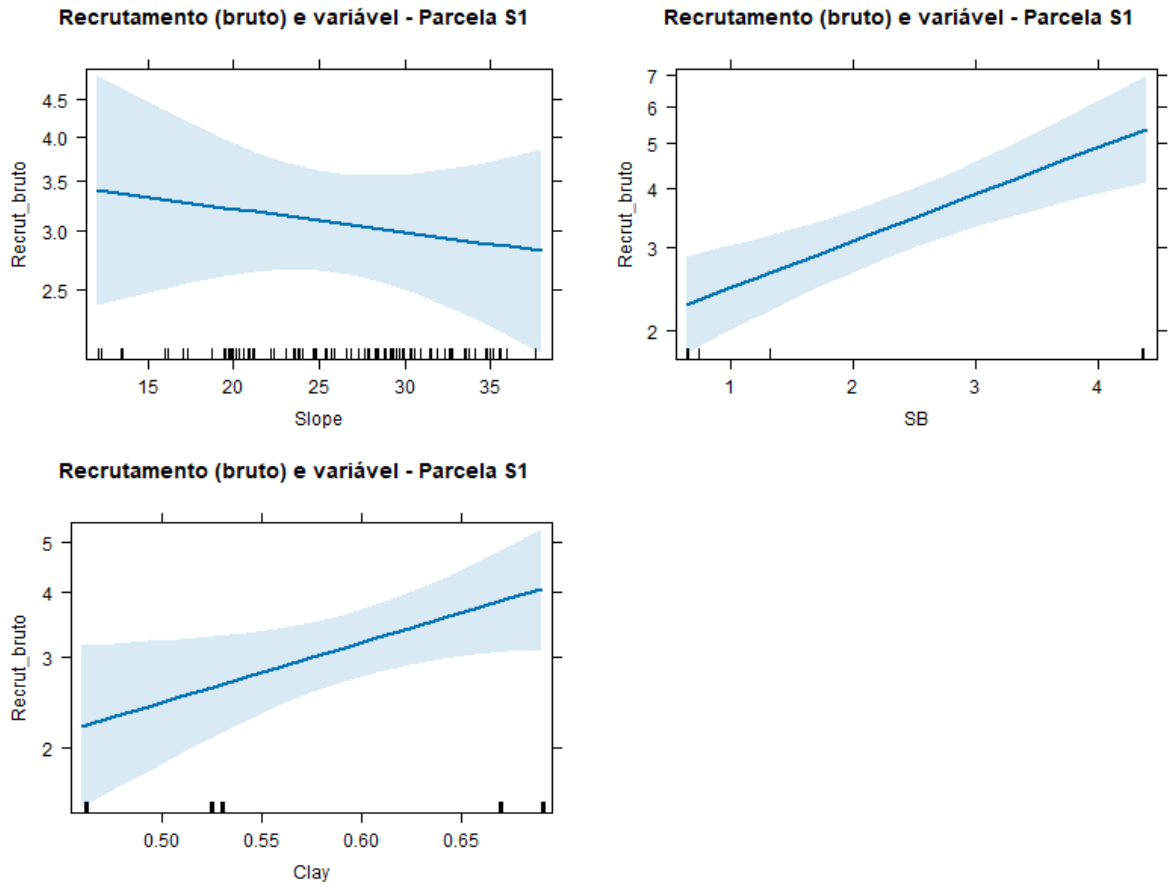 Recrutamento (bruto) e variável - Parcela S1
Recrut_bruto
4.5
4.0
3.5
3.0
2.5
15 20 25 30 35
Slope
Recrutamento (bruto) e variável - Parcela S1
Recrut_bruto
7
6
5
4
3
2
1 2 3 4
SB
Recrutamento (bruto) e variável - Parcela S1
Recrut_bruto
5
4
3
2
0.50 0.55 0.60 0.65
Clay